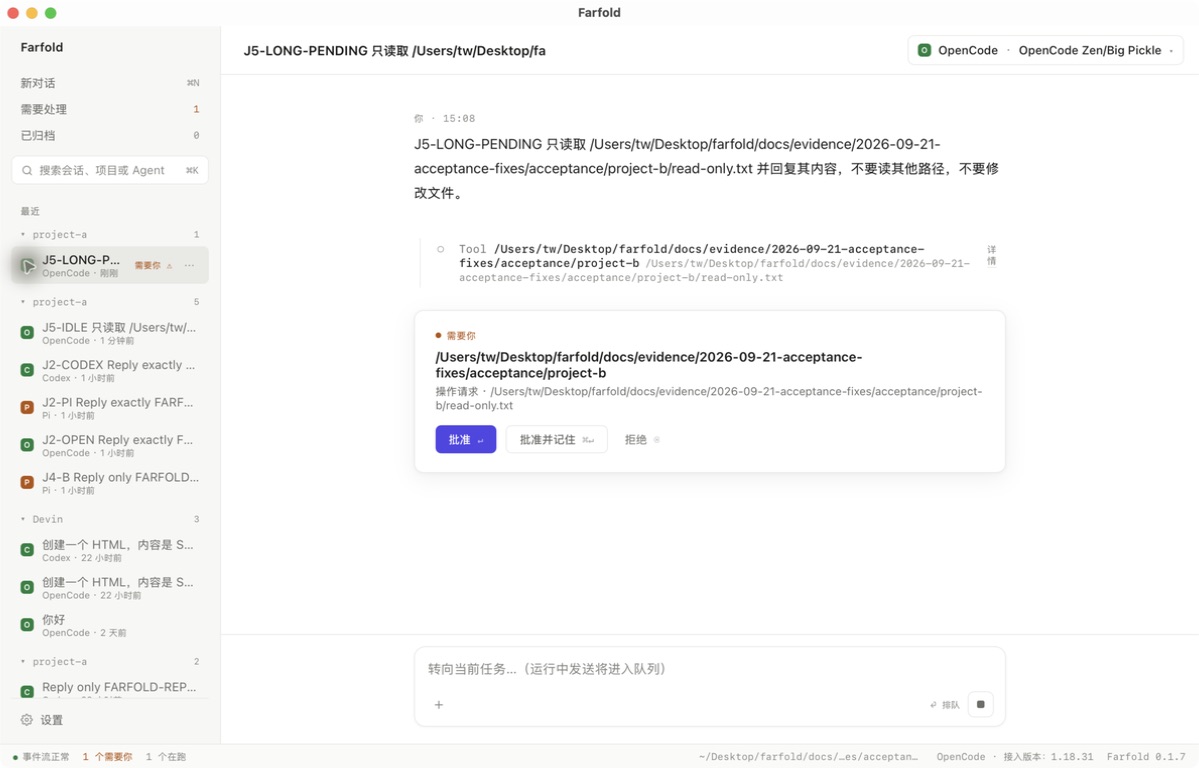 Farfold
Farfold
新对话 ⌘N
需要处理 1
已归档 0
搜索会话、项目或 Agent ⌘K
最近
project-a 1
J5-LONG-P... 需要你 ⚠ ···
OpenCode · 刚刚
project-a 5
O J5-IDLE 只读取 /Users/tw/...
OpenCode · 1 分钟前
C J2-CODEX Reply exactly ...
Codex · 1 小时前
P J2-PI Reply exactly FARF...
Pi · 1 小时前
O J2-OPEN Reply exactly F...
OpenCode · 1 小时前
P J4-B Reply only FARFOLD...
Pi · 1 小时前
Devin 3
C 创建一个 HTML，内容是 S...
Codex · 22 小时前
O 创建一个 HTML，内容是 S...
OpenCode · 22 小时前
O 你好
OpenCode · 2 天前
project-a 2
C Reply only FARFOLD-REP...
设置
J5-LONG-PENDING 只读取 /Users/tw/Desktop/fa
O OpenCode · OpenCode Zen/Big Pickle
你 · 15:08
J5-LONG-PENDING 只读取 /Users/tw/Desktop/farfold/docs/evidence/2026-09-21-
acceptance-fixes/acceptance/project-b/read-only.txt 并回复其内容，不要读其他路径，不要修
改文件。
Tool /Users/tw/Desktop/farfold/docs/evidence/2026-09-21-acceptance-
fixes/acceptance/project-b /Users/tw/Desktop/farfold/docs/evidence/2026-09-21-
acceptance-fixes/acceptance/project-b/read-only.txt
详
情
需要你
/Users/tw/Desktop/farfold/docs/evidence/2026-09-21-acceptance-
fixes/acceptance/project-b
操作请求 · /Users/tw/Desktop/farfold/docs/evidence/2026-09-21-acceptance-fixes/acceptance/project-
b/read-only.txt
批准 ↵
批准并记住 ⌘↵
拒绝
转向当前任务…（运行中发送将进入队列）
+
⏎ 排队
事件流正常 1 个需要你 1 个在跑
~/Desktop/farfold/docs/…es/acceptan… OpenCode · 接入版本: 1.18.31 Farfold 0.1.7